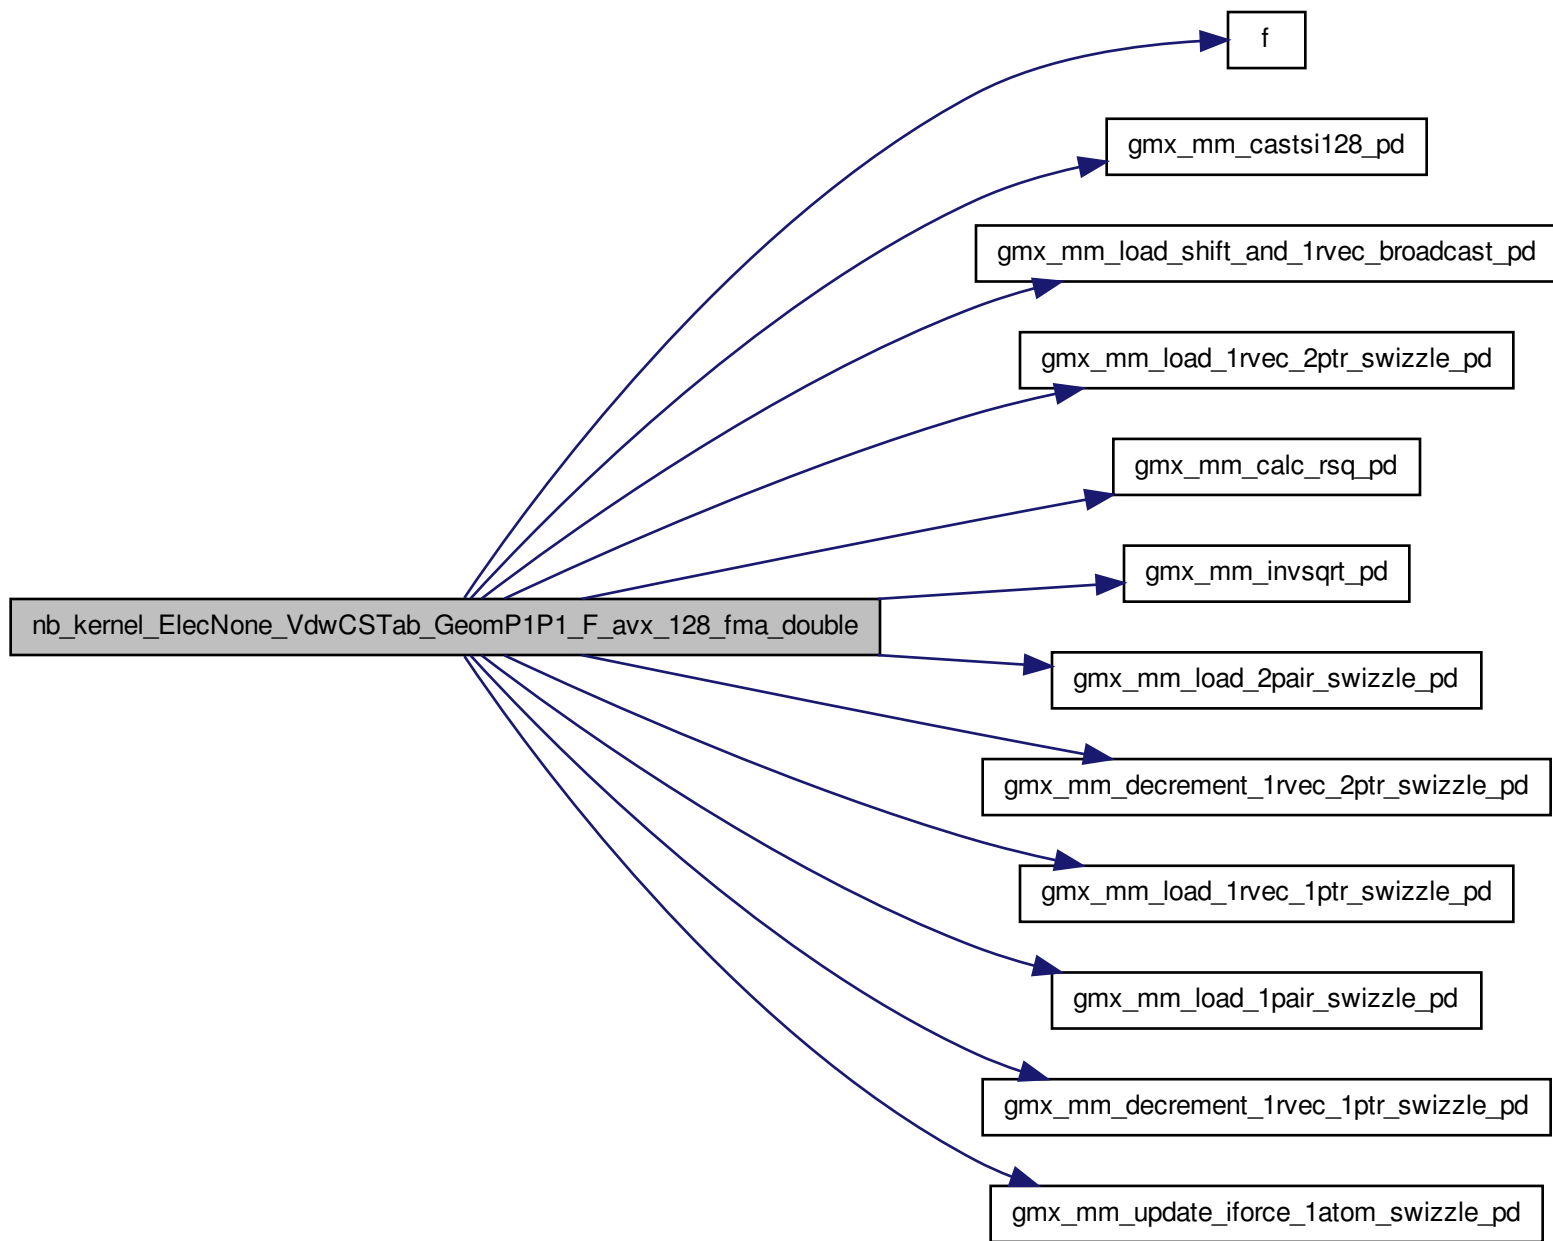 f
gmx_mm_castsi128_pd
gmx_mm_load_shift_and_1rvec_broadcast_pd
gmx_mm_load_1rvec_2ptr_swizzle_pd
gmx_mm_calc_rsq_pd
gmx_mm_invsqrt_pd
nb_kernel_ElecNone_VdwCSTab_GeomP1P1_F_avx_128_fma_double
gmx_mm_load_2pair_swizzle_pd
gmx_mm_decrement_1rvec_2ptr_swizzle_pd
gmx_mm_load_1rvec_1ptr_swizzle_pd
gmx_mm_load_1pair_swizzle_pd
gmx_mm_decrement_1rvec_1ptr_swizzle_pd
gmx_mm_update_iforce_1atom_swizzle_pd